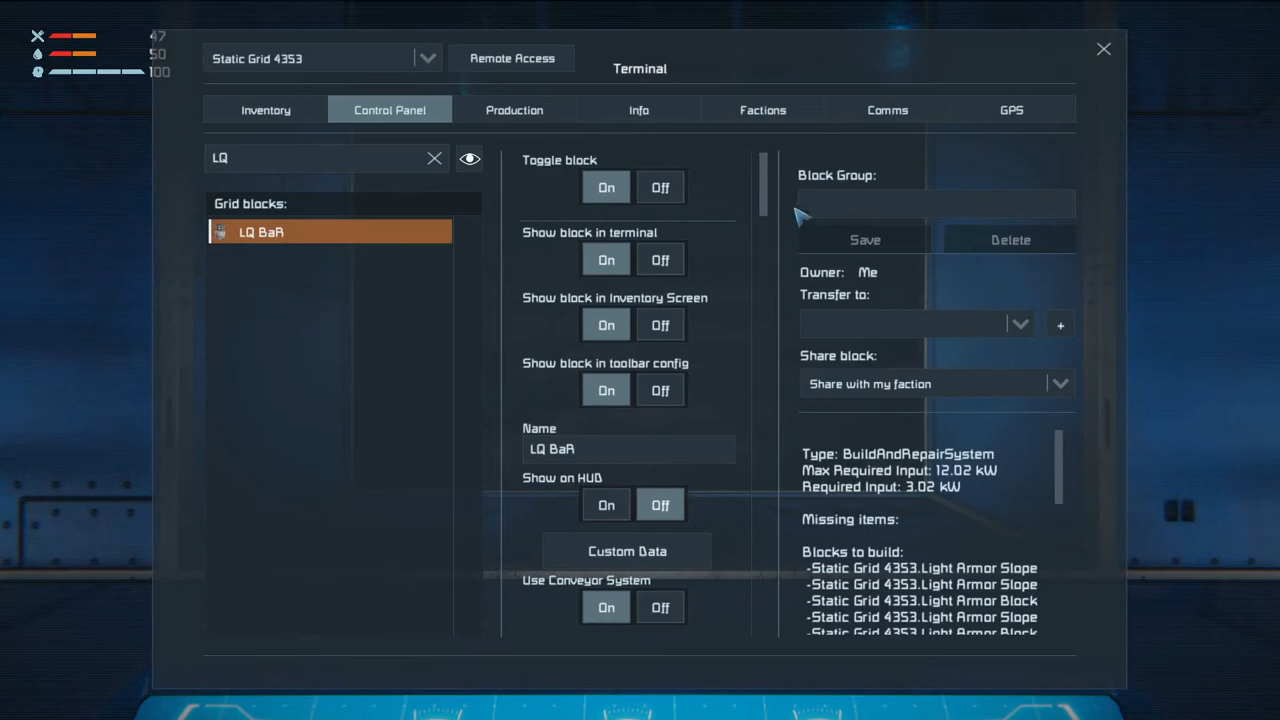 47
50
100
Static Grid 4353
Remote Access
Terminal
Inventory
Control Panel
Production
Info
Factions
Comms
GPS
LQ
Grid blocks:
LQ BaR
Toggle block
On Off
Show block in terminal
On Off
Show block in Inventory Screen
On Off
Show block in toolbar config
On Off
Name
LQ BaR
Show on HUD
On Off
Custom Data
Use Conveyor System
On Off
Block Group:
Save Delete
Owner: Me
Transfer to:
+
Share block:
Share with my faction
Type: BuildAndRepairSystem
Max Required Input: 12.02 kW
Required Input: 3.02 kW
Missing items:
Blocks to build:
-Static Grid 4353.Light Armor Slope
-Static Grid 4353.Light Armor Slope
-Static Grid 4353.Light Armor Block
-Static Grid 4353.Light Armor Slope
-Static Grid 4353.Light Armor Block